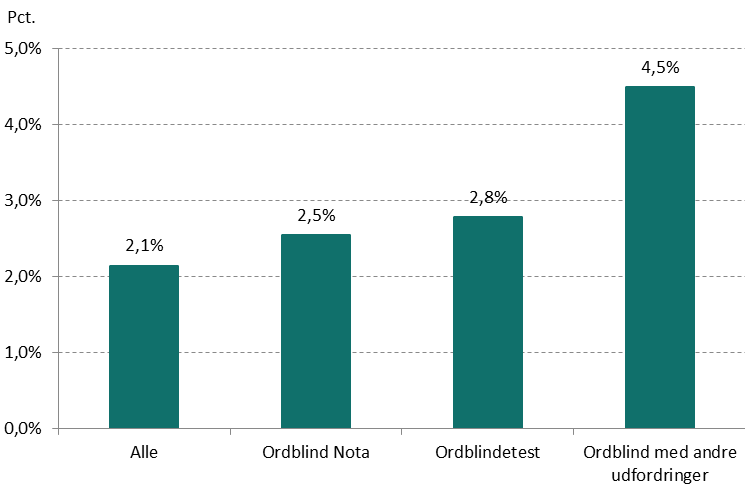 Pct.
5,0%
4,5%
4,0%
3,0%
2,8%
2,5%
2,1%
2,0%
1,0%
0,0%
Alle
Ordblind Nota
Ordblindetest
Ordblind med andre
udfordringer